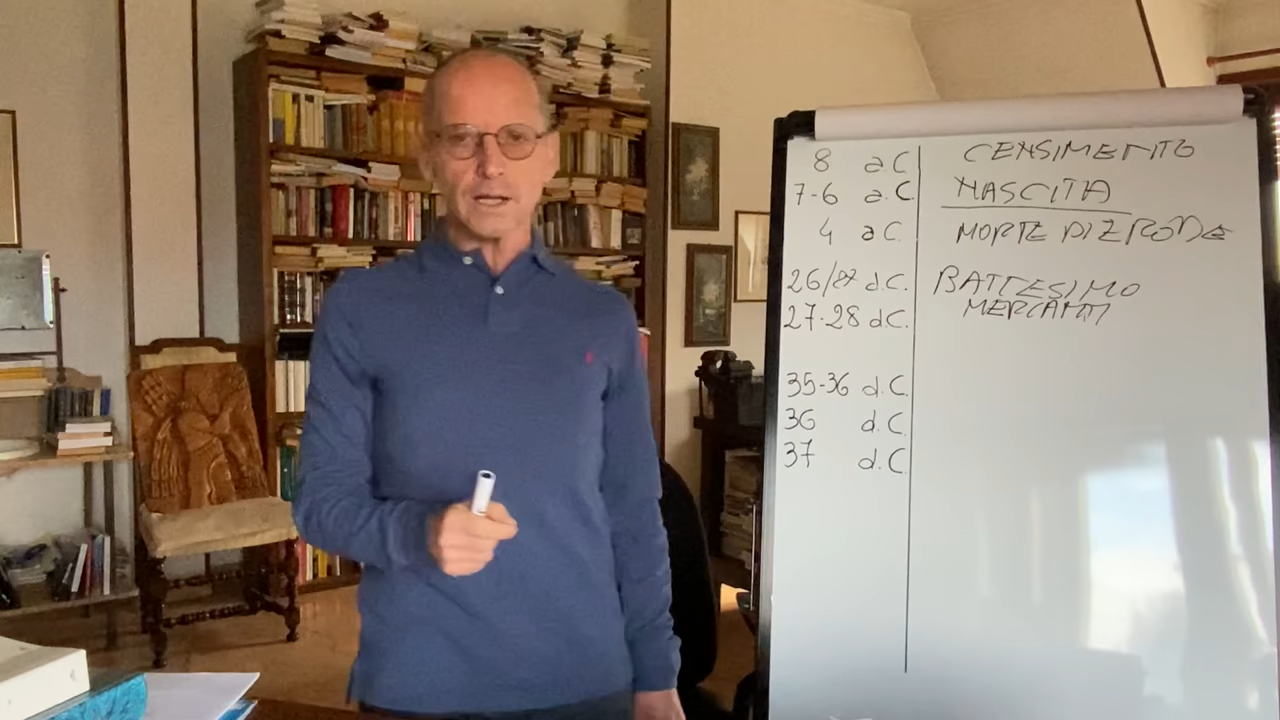 8 a.C. CENSIMENTO
7-6 a.C. NASCITA
4 a.C. MORTE DI ERODE
26/27 d.C. BATTESIMO
27-28 d.C. MERCANTI
35-36 d.C.
36 d.C.
37 d.C.